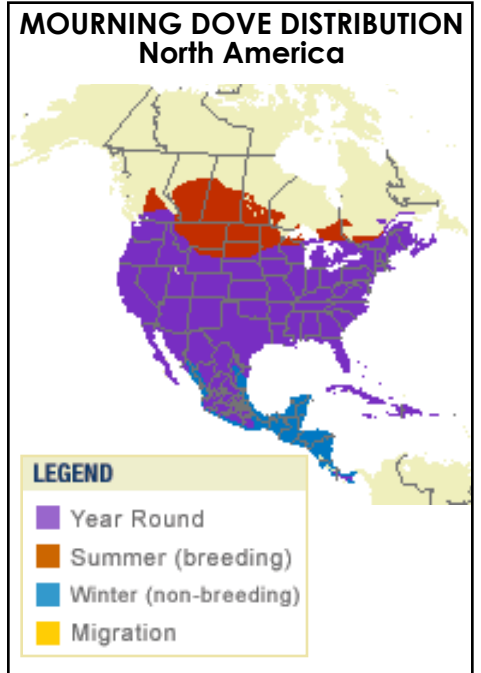 MOURNING DOVE DISTRIBUTION
North America
LEGEND
Year Round
Summer (breeding)
Winter (non-breeding)
Migration